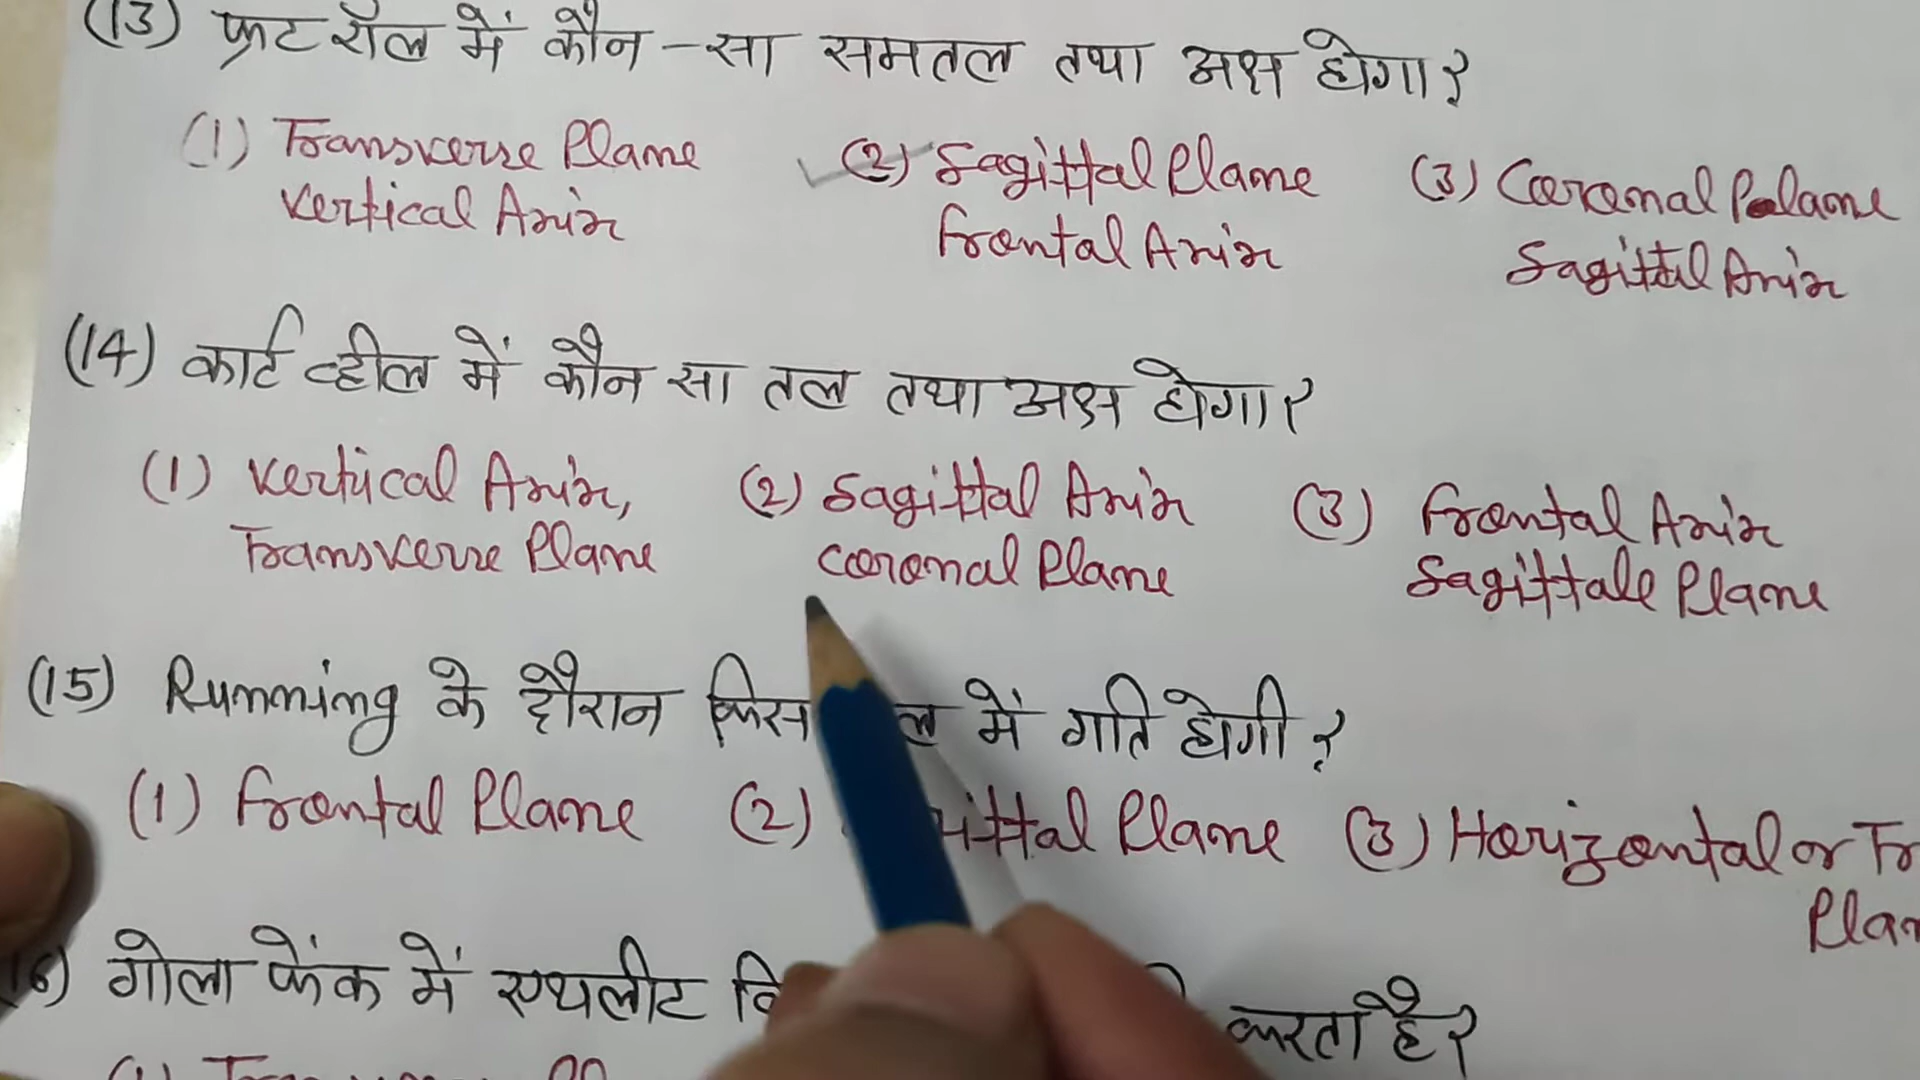 (13) फ्रंट रॉल में कौन-सा समतल तथा अक्ष होगा?
(1) Transverse Plane (2) Sagittal Plane (3) Coronal Palane
Vertical Axis Frontal Axis Sagittal Axis
(14) कार्ट व्हील में कौन सा तल तथा अक्ष होगा?
(1) Vertical Axis, (2) Sagittal Axis (3) Frontal Axis
Transverse Plane Coronal Plane Sagittale Plane
(15) Running के दौरान किस में गति होगी?
(1) Frontal Plane (2) Plane (3) Horizontal or
(16) गोला फेंक में एथलीट करता है?
(1)